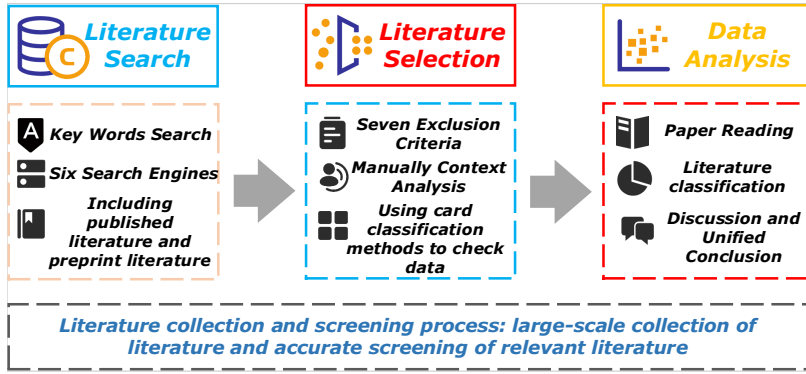 Literature
Search
Literature
Selection
Data
Analysis
C
A
Key Words Search
Six Search Engines
Including
published
literature and
preprint literature
Seven Exclusion
Criteria
Manually Context
Analysis
Using card
classification
methods to check
data
Paper Reading
Literature
classification
Discussion and
Unified
Conclusion
Literature collection and screening process: large-scale collection of
literature and accurate screening of relevant literature